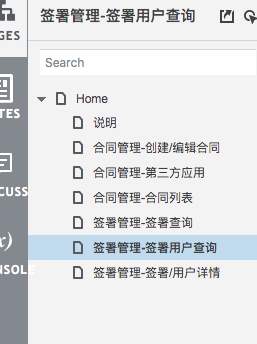 签署管理-签署用户查询
GES
Search
Home
TES
说明
合同管理-创建/编辑合同
CUSS
合同管理-第三方应用
合同管理-合同列表
签署管理-签署查询
x)
签署管理-签署用户查询
NSOLE
签署管理-签署/用户详情